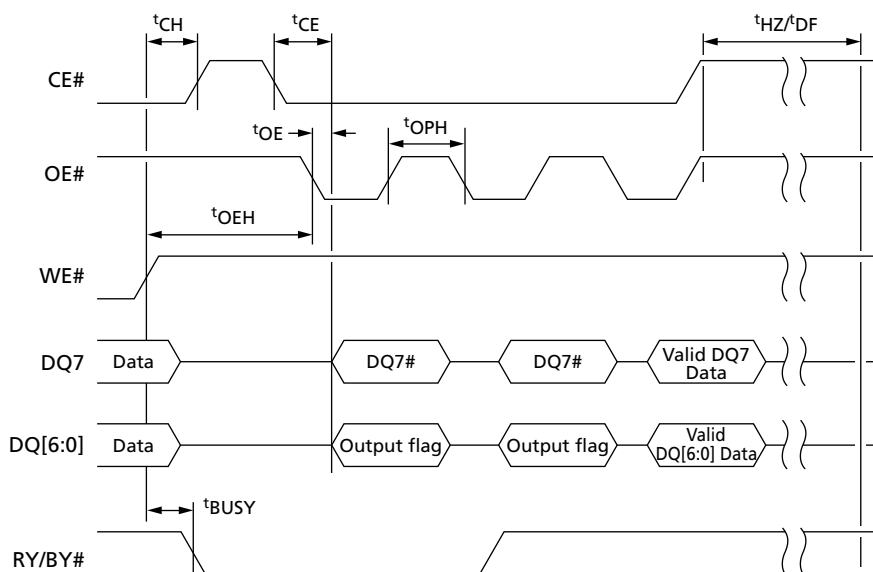 tCH
tCE
tHZ/tDF
CE#
tOE
tOPH
OE#
tOEH
WE#
DQ7
Data
DQ7#
DQ7#
Valid DQ7
Data
DQ[6:0]
Data
Output flag
Output flag
Valid
DQ[6:0] Data
tBUSY
RY/BY#